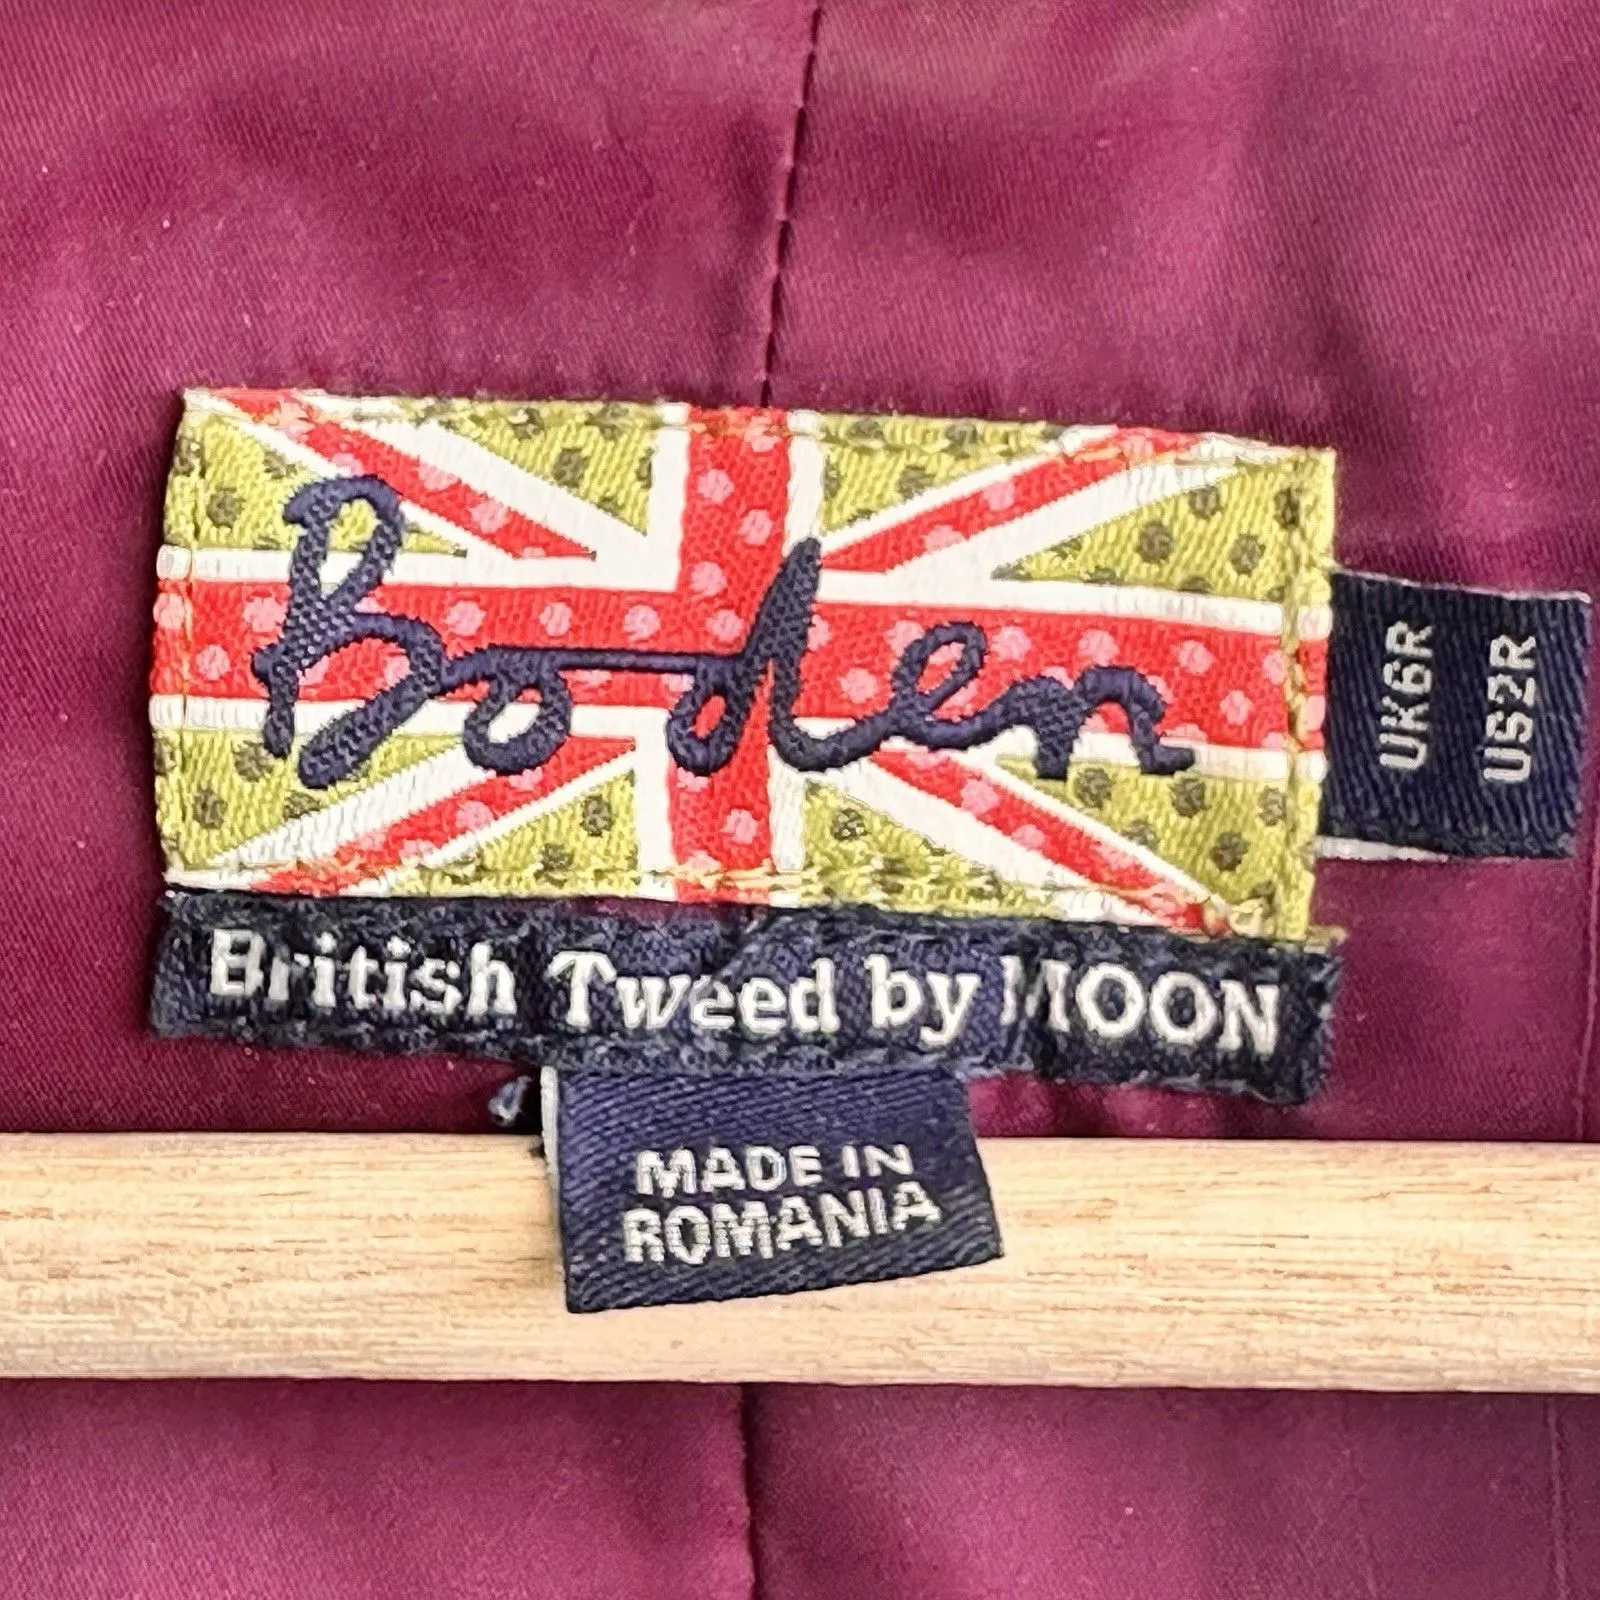 Boden
UK6R
US2R
British Tweed by MOON
MADE IN
ROMANIA